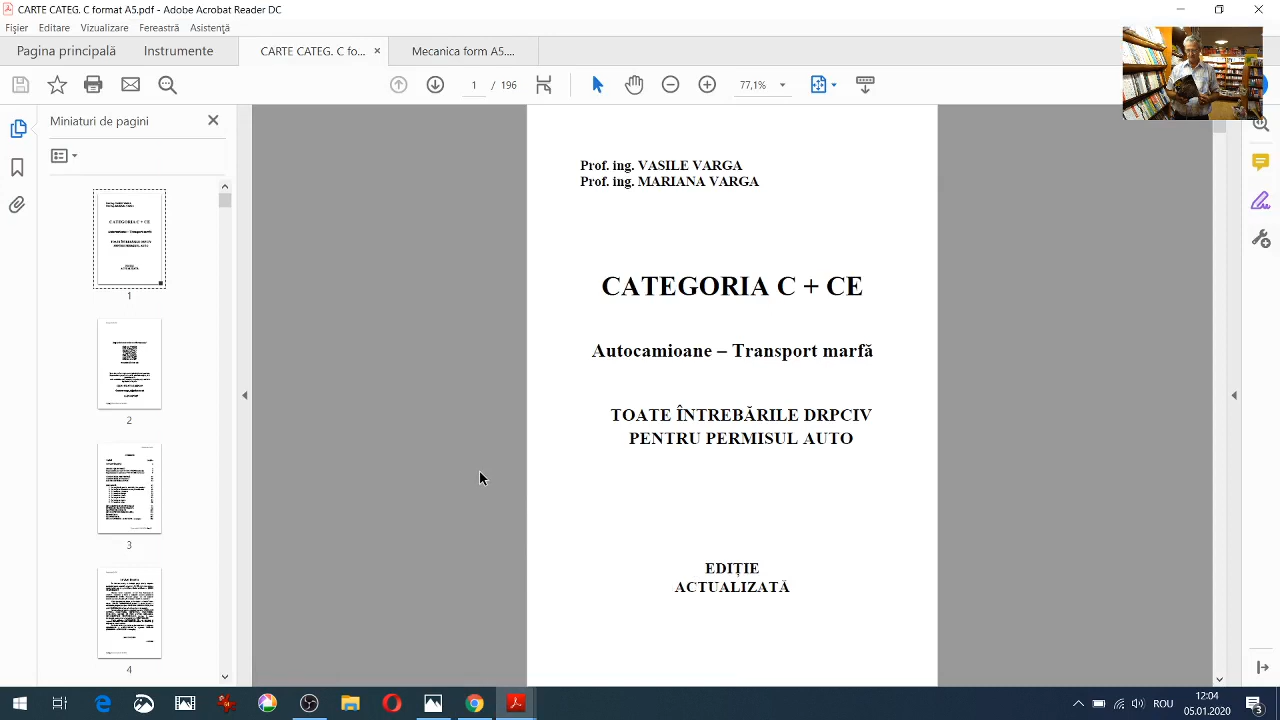 CARTE CATEG. C format A5.pdf - Adobe Acrobat Reader DC
Fișier Editare Vizualizare Fereastră Asistență
Pagina principală Instrumente CARTE CATEG. C fo... × Mecanica form A5....
1 / 196 77,1%
Miniaturi de pagini
Prof. ing. VASILE VARGA
Prof. ing. MARIANA VARGA
CATEGORIA C + CE
Autocamioane – Transport marfă
TOATE ÎNTREBĂRILE DRPCIV
PENTRU PERMISUL AUTO
EDIȚIE
ACTUALIZATĂ
1
2
3
4
ROU
12:04
05.01.2020
3